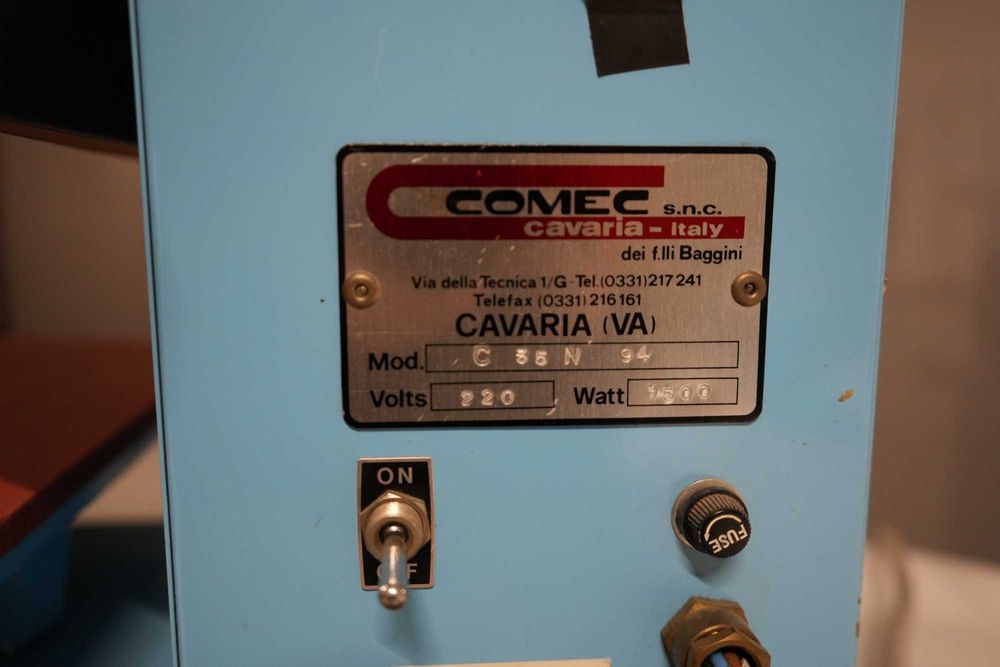 COMEC s.n.c.
cavaria - italy
dei f.lli Baggini
Via della Tecnica 1/G - Tel.(0331)217 241
Telefax (0331) 216 161
CAVARIA (VA)
Mod. C 35 N 94
Volts 220 Watt 1500
ON
OFF
FUSE